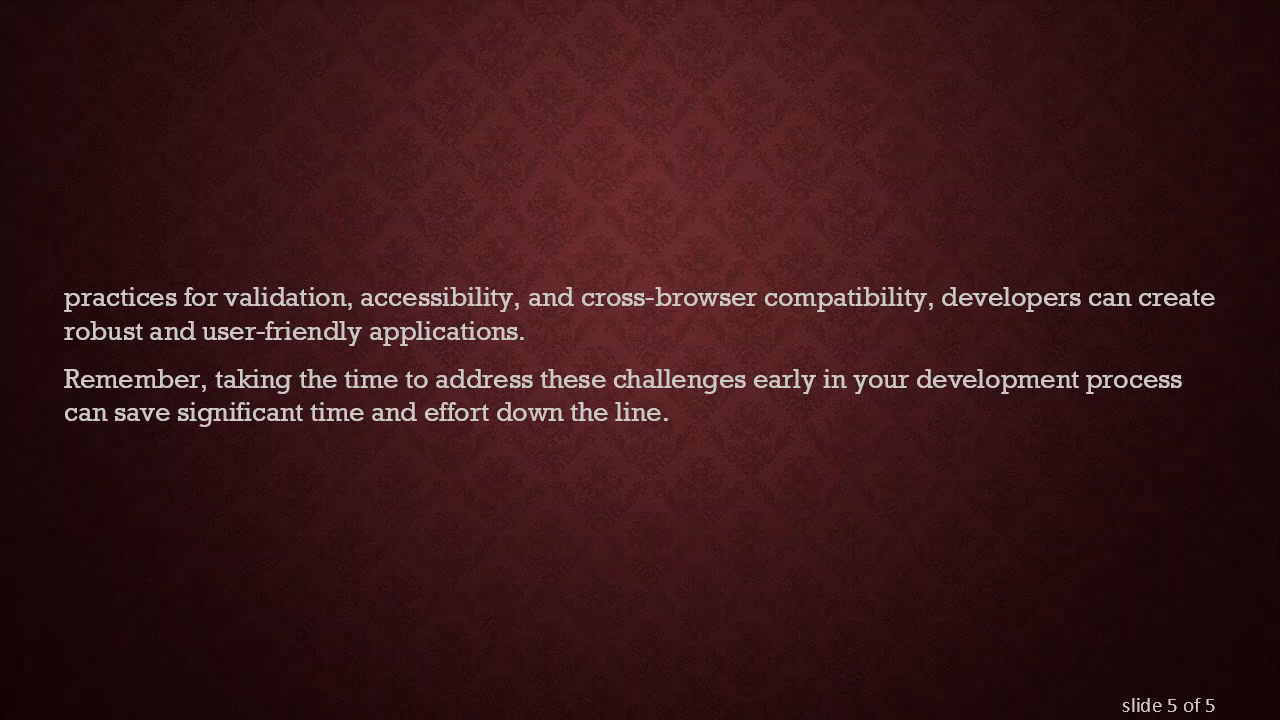 practices for validation, accessibility, and cross-browser compatibility, developers can create
robust and user-friendly applications.
Remember, taking the time to address these challenges early in your development process
can save significant time and effort down the line.
slide 5 of 5